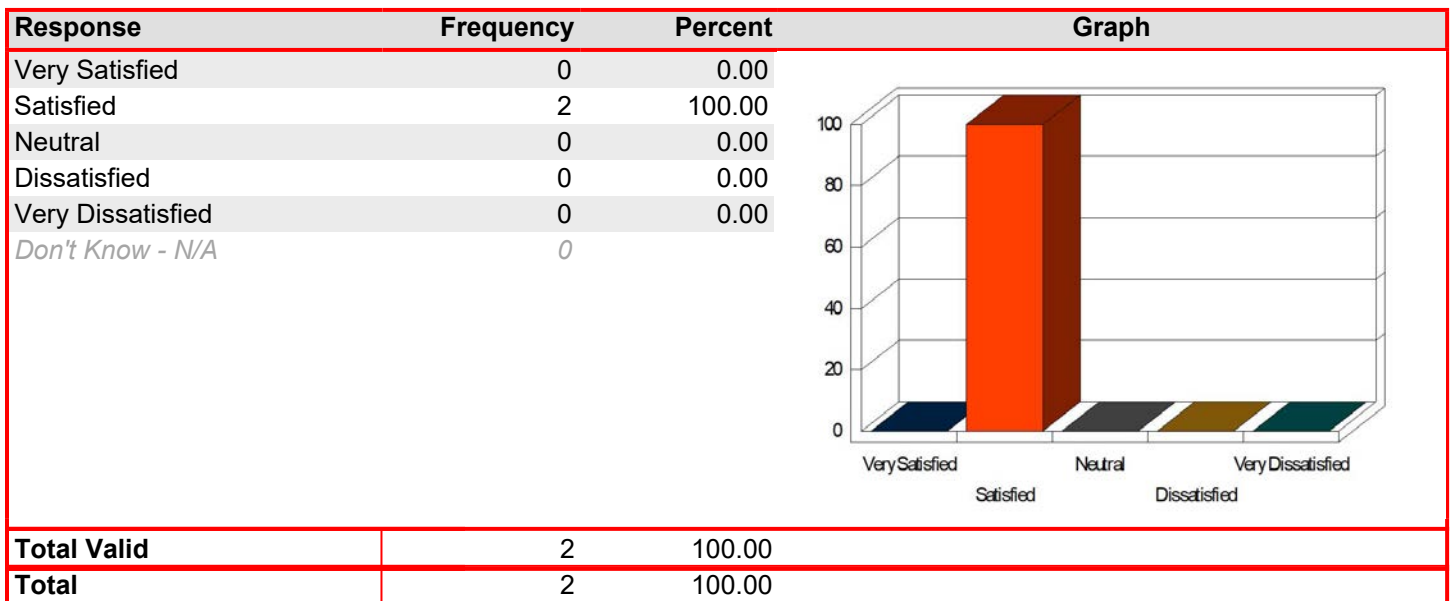 Response Frequency Percent Graph
Very Satisfied 0 0.00
Satisfied 2 100.00
Neutral 0 0.00
Dissatisfied 0 0.00
Very Dissatisfied 0 0.00
Don't Know - N/A 0
100
80
60
40
20
0
Very Satisfied Neutral Very Dissatisfied
Satisfied Dissatisfied
Total Valid 2 100.00
Total 2 100.00